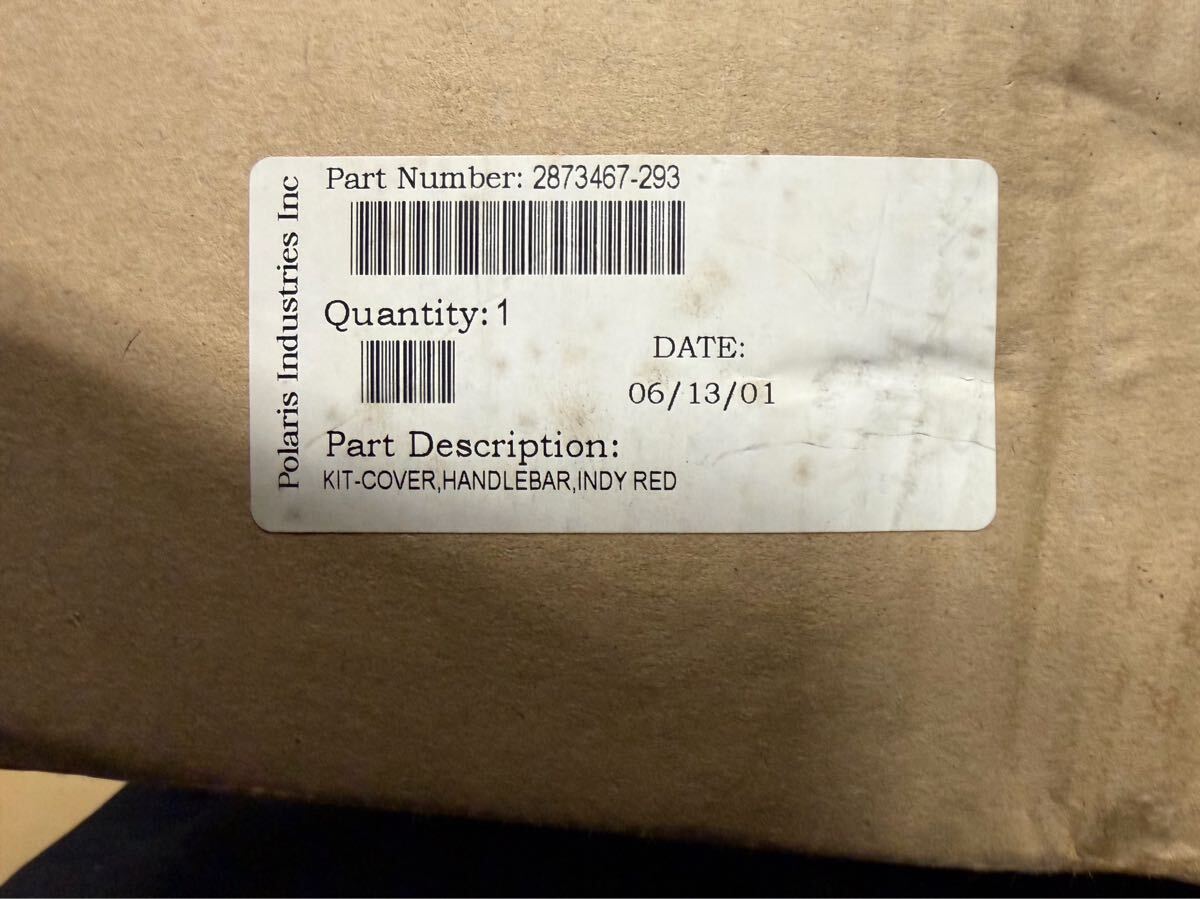 Polaris Industries Inc
Part Number: 2873467-293
Quantity: 1
DATE:
06/13/01
Part Description:
KIT-COVER,HANDLEBAR,INDY RED